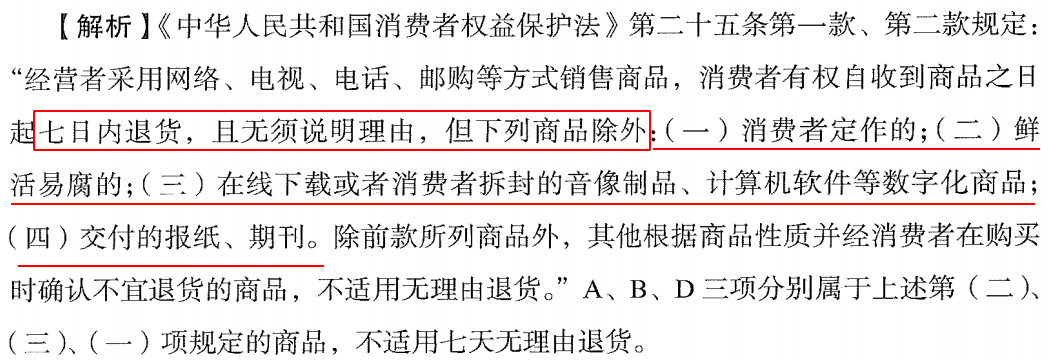 【解析】《中华人民共和国消费者权益保护法》第二十五条第一款、第二款规定：
“经营者采用网络、电视、电话、邮购等方式销售商品，消费者有权自收到商品之日
起七日内退货，且无须说明理由，但下列商品除外：（一）消费者定作的；（二）鲜
活易腐的；（三）在线下载或者消费者拆封的音像制品、计算机软件等数字化商品；
（四）交付的报纸、期刊。除前款所列商品外，其他根据商品性质并经消费者在购买
时确认不宜退货的商品，不适用无理由退货。”A、B、D三项分别属于上述第（二）、
（三）、（一）项规定的商品，不适用七天无理由退货。